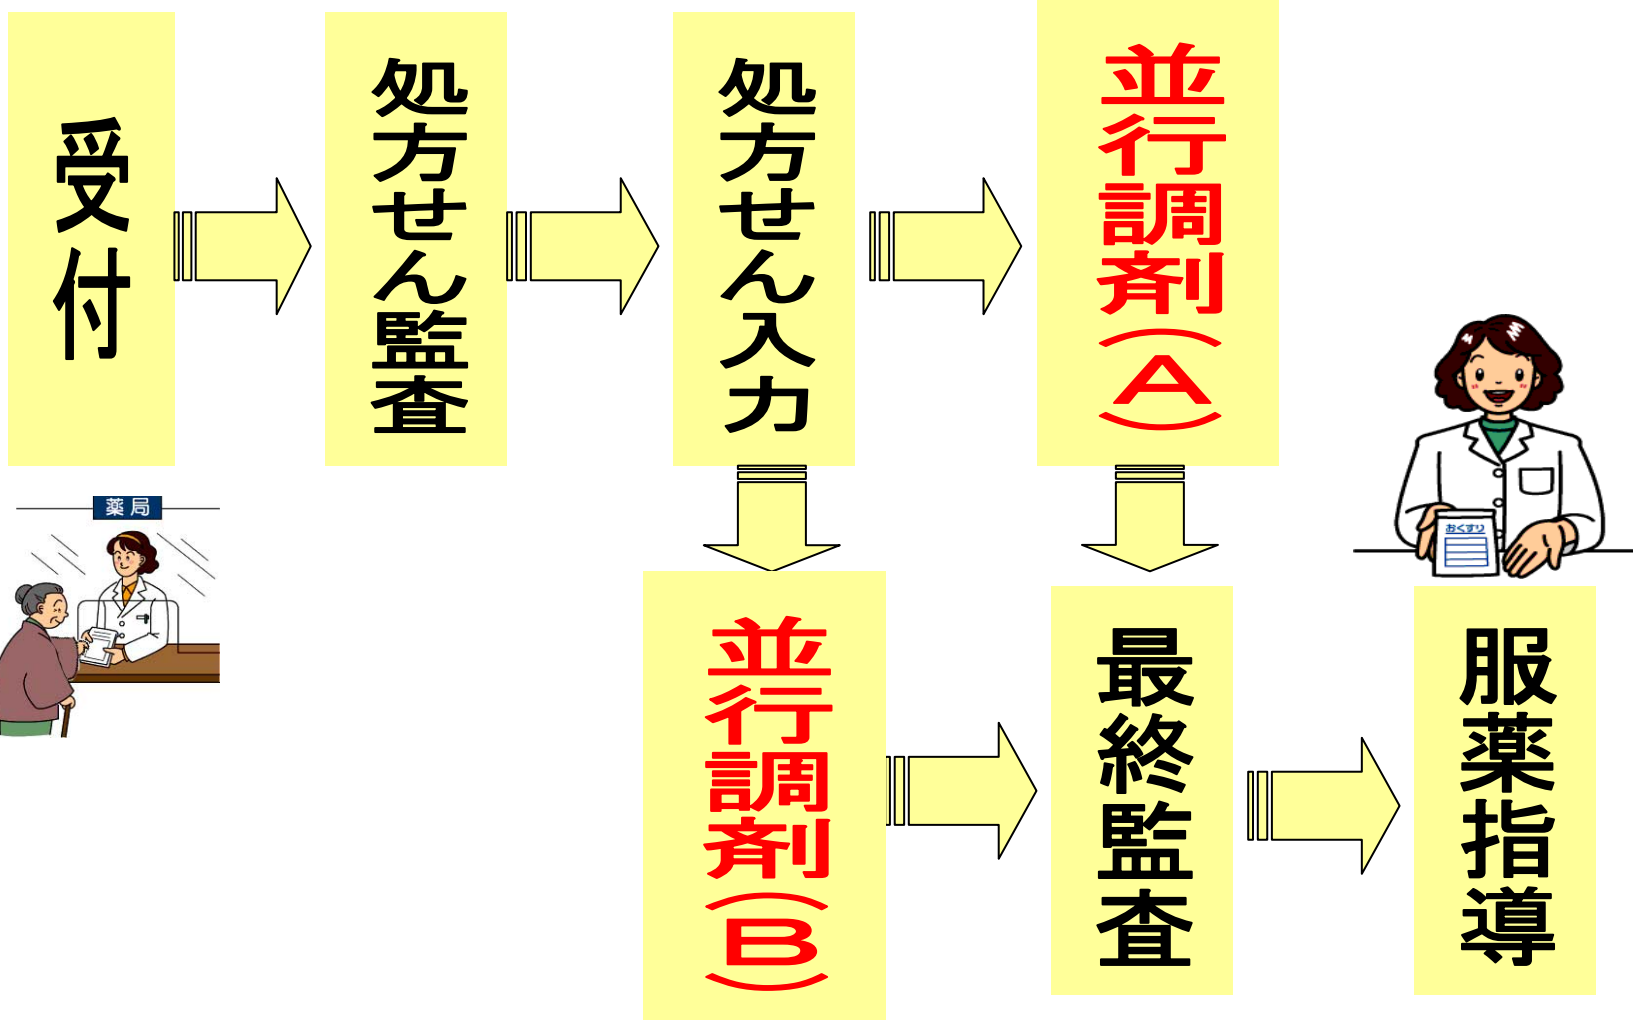 受付
処方せん監査
処方せん入力
並行調剤(A)
薬局
おくすり
並行調剤(B)
最終監査
服薬指導